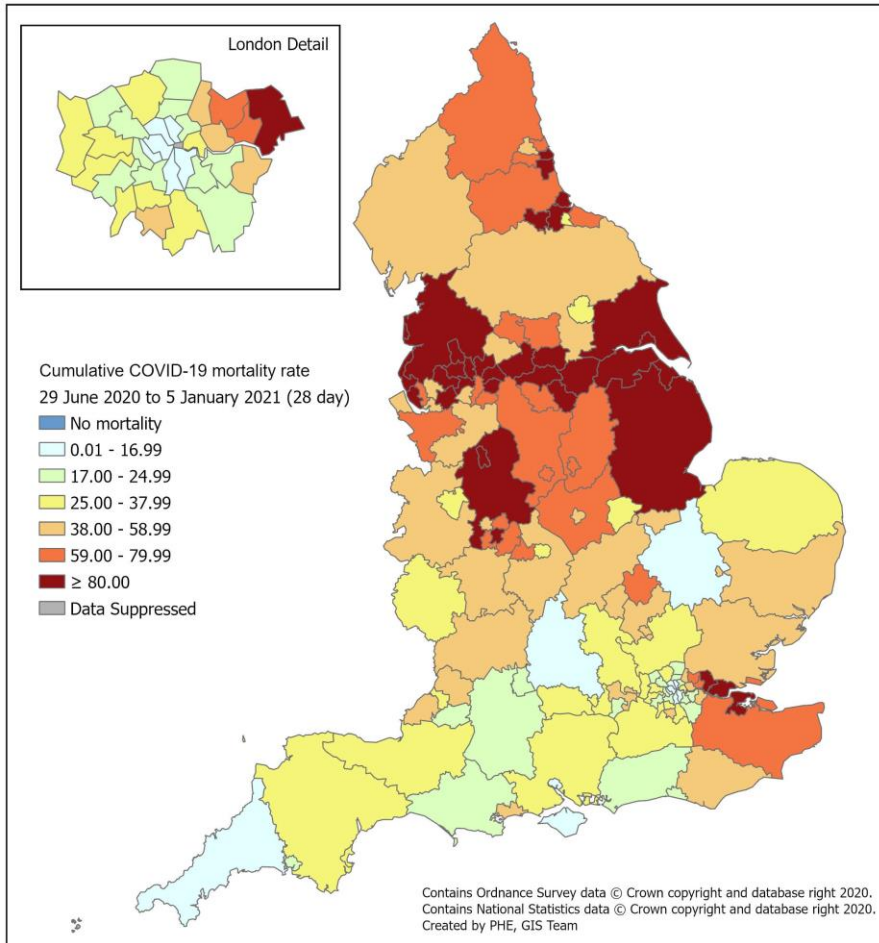 London Detail
Cumulative COVID-19 mortality rate
29 June 2020 to 5 January 2021 (28 day)
No mortality
0.01 - 16.99
17.00 - 24.99
25.00 - 37.99
38.00 - 58.99
59.00 - 79.99
≥ 80.00
Data Suppressed
Contains Ordnance Survey data © Crown copyright and database right 2020.
Contains National Statistics data © Crown copyright and database right 2020.
Created by PHE, GIS Team